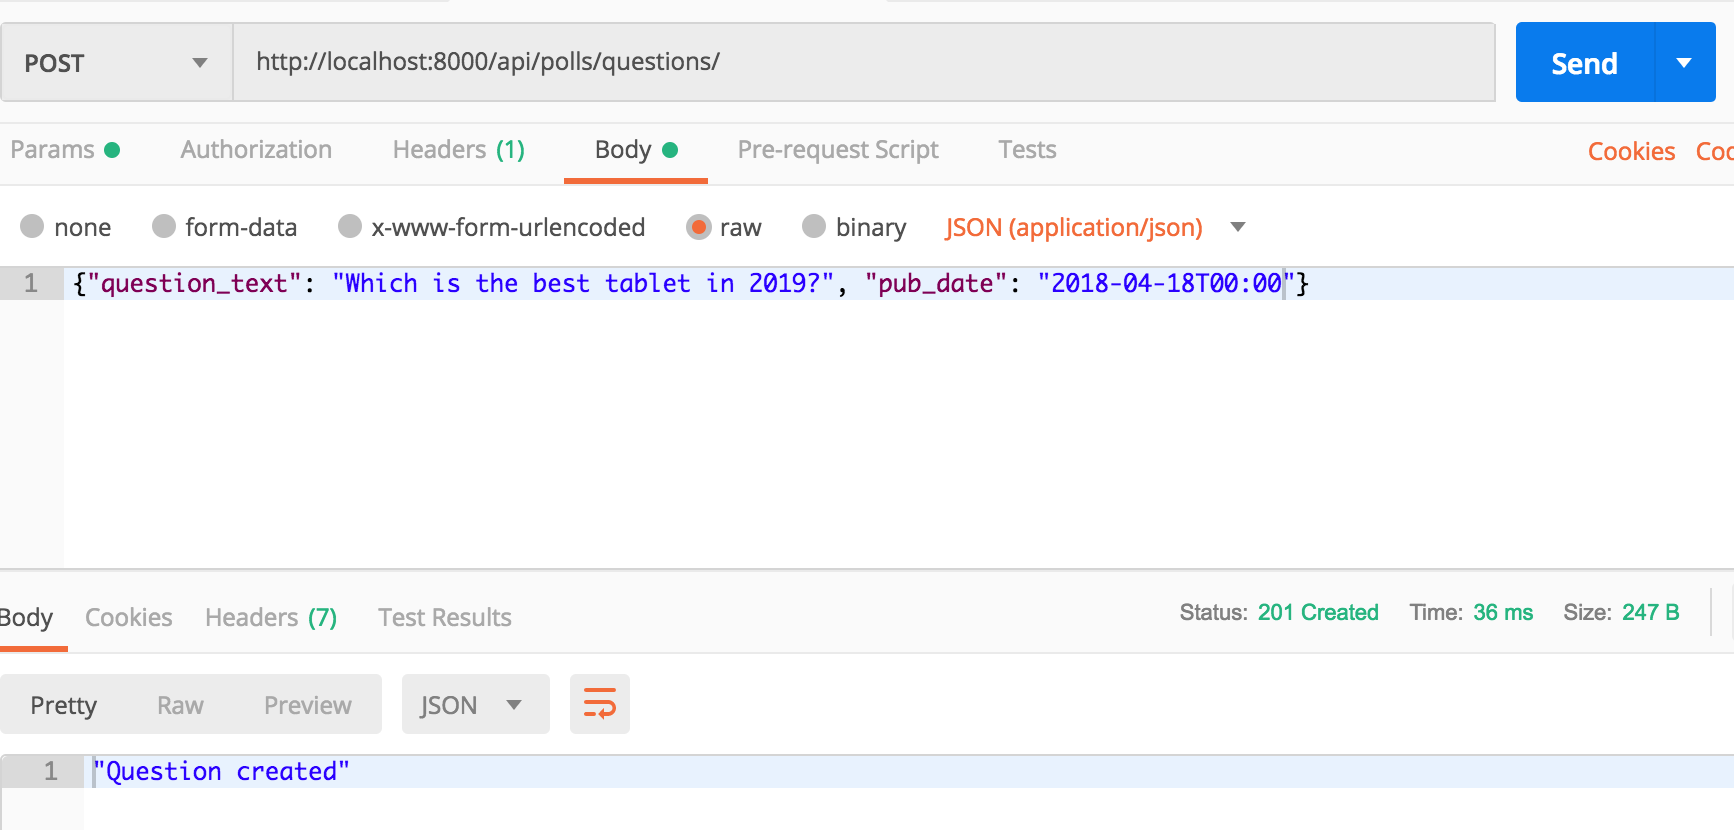 POST http://localhost:8000/api/polls/questions/ Send
Params Authorization Headers (1) Body Pre-request Script Tests Cookies
none form-data x-www-form-urlencoded raw binary JSON (application/json)
1 {"question_text": "Which is the best tablet in 2019?", "pub_date": "2018-04-18T00:00"}
Body Cookies Headers (7) Test Results Status: 201 Created Time: 36 ms Size: 247 B
Pretty Raw Preview JSON
1 "Question created"